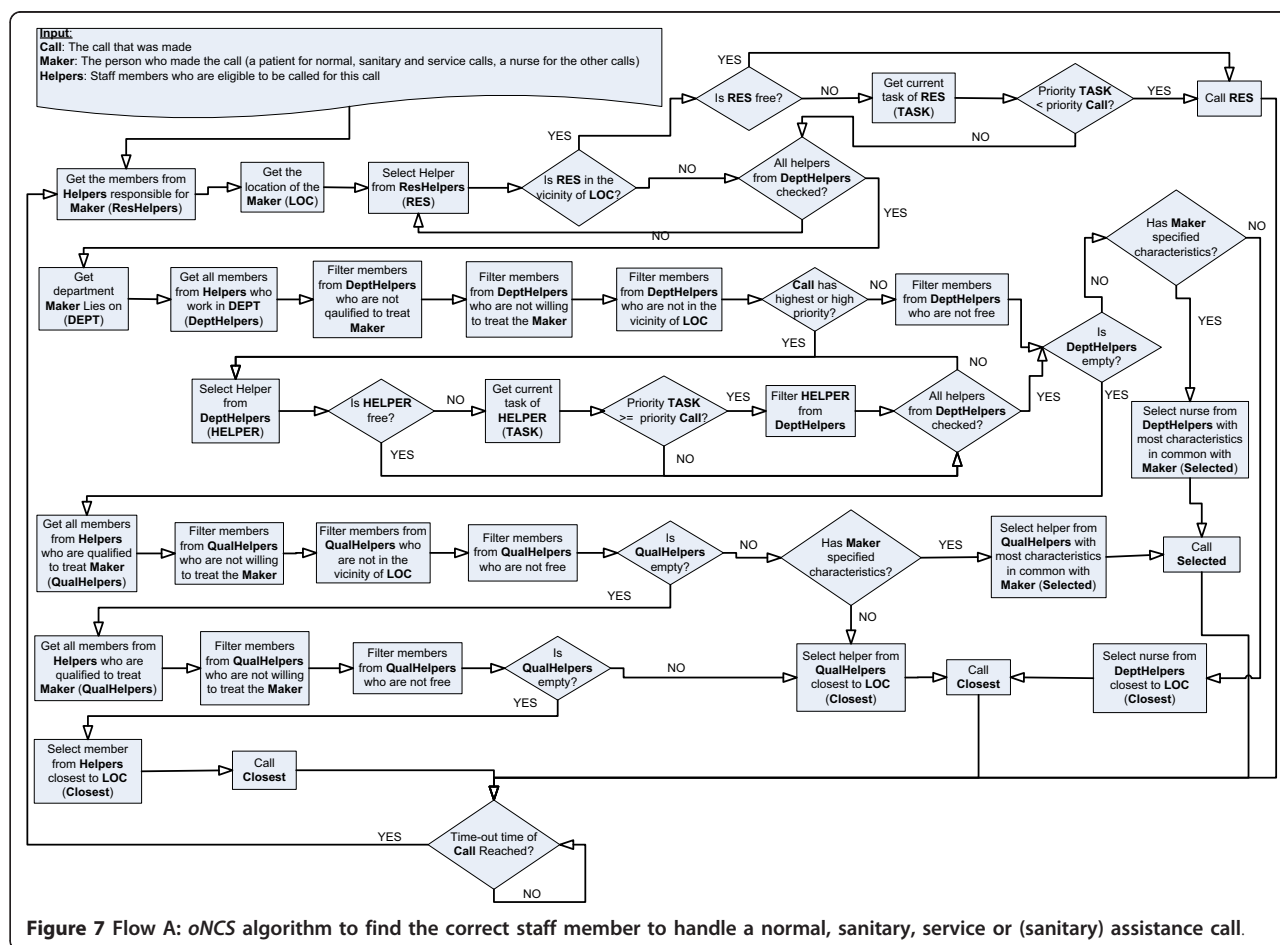 Input:
Call: The call that was made
Maker: The person who made the call (a patient for normal, sanitary and service calls, a nurse for the other calls)
Helpers: Staff members who are eligible to be called for this call
YES
Is RES free?
NO
Get current
task of RES
(TASK)
Priority TASK
< priority Call?
YES
Call RES
NO
Get the members from
Helpers responsible for
Maker (ResHelpers)
Get the
location of the
Maker (LOC)
Select Helper
from ResHelpers
(RES)
YES
Is RES in the
vicinity of LOC?
NO
All helpers
from DeptHelpers
checked?
YES
NO
Has Maker
specified
characteristics?
NO
YES
Get
department
Maker Lies on
(DEPT)
Get all members
from Helpers who
work in DEPT
(DeptHelpers)
Filter members
from DeptHelpers
who are not
qaulified to treat
Maker
Filter members
from DeptHelpers
who are not willing
to treat the Maker
Filter members
from DeptHelpers
who are not in the
vicinity of LOC
Call has
highest or high
priority?
NO
YES
Filter members
from DeptHelpers
who are not free
NO
Is
DeptHelpers
empty?
YES
Select Helper
from
DeptHelpers
(HELPER)
Is HELPER
free?
NO
YES
Get current
task of
HELPER
(TASK)
Priority TASK
>= priority Call?
YES
NO
Filter HELPER
from
DeptHelpers
NO
All helpers
from DeptHelpers
checked?
YES
Select nurse from
DeptHelpers with
most characteristics
in common with
Maker (Selected)
Get all members
from Helpers
who are qualified
to treat Maker
(QualHelpers)
Filter members
from QualHelpers
who are not willing
to treat the Maker
Filter members from
QualHelpers who
are not in the
vicinity of LOC
Filter members
from QualHelpers
who are not free
Is
QualHelpers
empty?
NO
YES
Has Maker
specified
characteristics?
YES
NO
Select helper from
QualHelpers with
most characteristics
in common with
Maker (Selected)
Call
Selected
Get all members from
Helpers who are
qualified to treat
Maker (QualHelpers)
Filter members
from QualHelpers
who are not willing
to treat the Maker
Filter members
from QualHelpers
who are not free
Is
QualHelpers
empty?
NO
YES
Select helper from
QualHelpers
closest to LOC
(Closest)
Call
Closest
Select nurse from
DeptHelpers
closest to LOC
(Closest)
Select member
from Helpers
closest to LOC
(Closest)
Call
Closest
YES
Time-out time of
Call Reached?
NO
Figure 7 Flow A: oNCS algorithm to find the correct staff member to handle a normal, sanitary, service or (sanitary) assistance call.